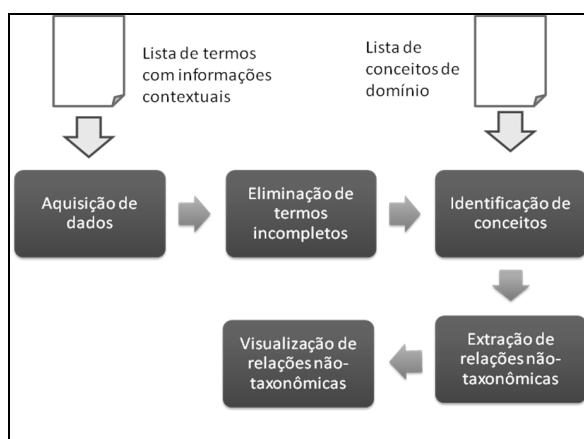 Lista de termos
com informações
contextuais
Lista de
conceitos de
domínio
Aquisição de
dados
Eliminação de
termos
incompletos
Identificação de
conceitos
Visualização de
relações não-
taxonômicas
Extração de
relações não-
taxonômicas